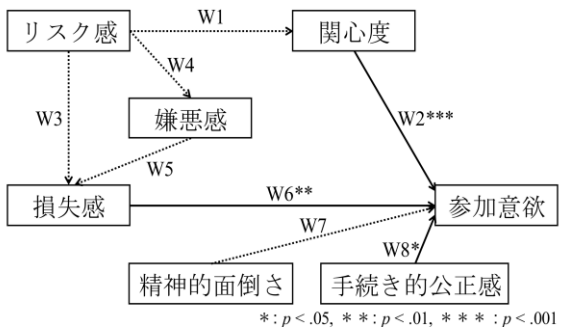 リスク感
W1
関心度
W4
W3
嫌悪感
W2***
W5
損失感
W6**
参加意欲
W7
W8*
精神的面倒さ
手続き的公正感
*: p < .05, **: p < .01, ***: p < .001